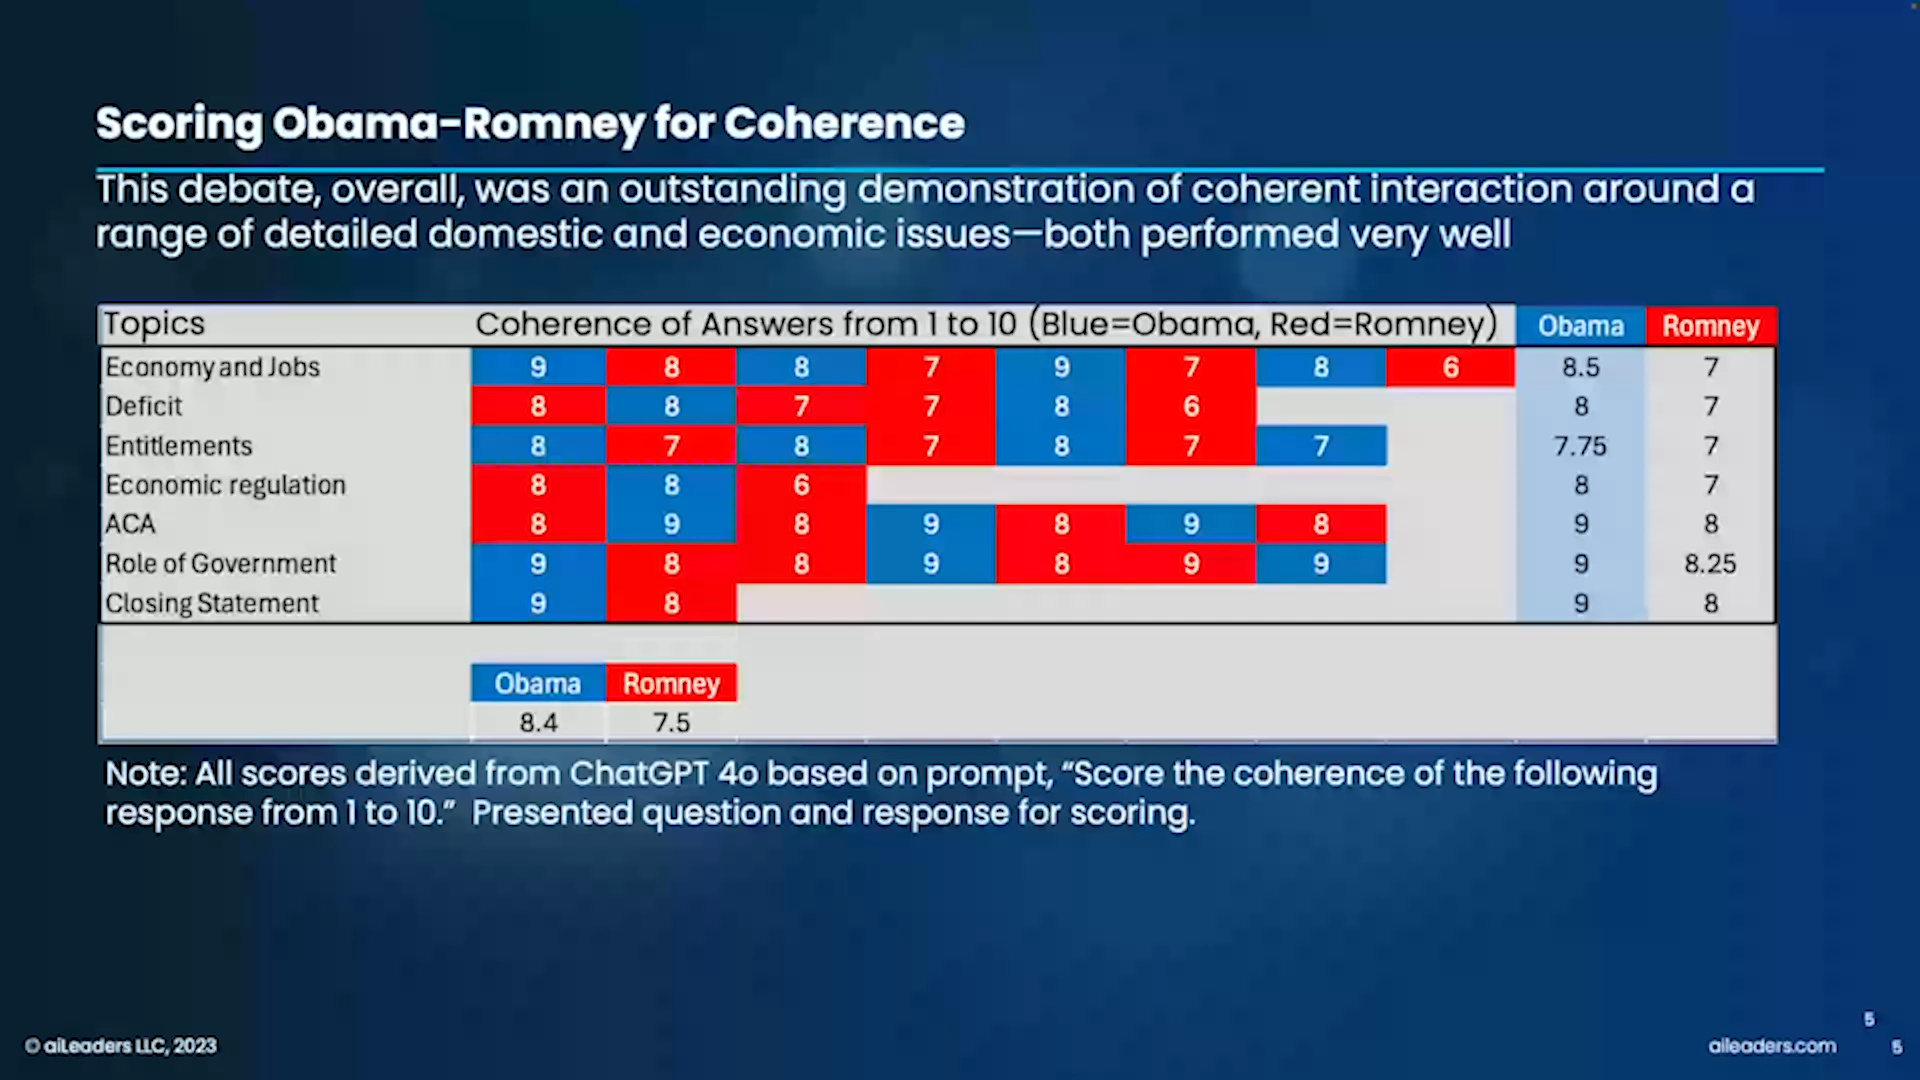 Scoring Obama-Romney for Coherence
This debate, overall, was an outstanding demonstration of coherent interaction around a
range of detailed domestic and economic issues—both performed very well
Topics Coherence of Answers from 1 to 10 (Blue=Obama, Red=Romney) Obama Romney
Economy and Jobs 9 8 8 7 9 7 8 6 8.5 7
Deficit 8 8 7 7 8 6 8 7
Entitlements 8 7 8 7 8 7 7 7.75 7
Economic regulation 8 8 6 8 7
ACA 8 9 8 9 8 9 8 9 8
Role of Government 9 8 8 9 8 9 9 9 8.25
Closing Statement 9 8 9 8
Obama Romney
8.4 7.5
Note: All scores derived from ChatGPT 4o based on prompt, “Score the coherence of the following
response from 1 to 10.” Presented question and response for scoring.
5
© aiLeaders LLC, 2023 aileaders.com 5